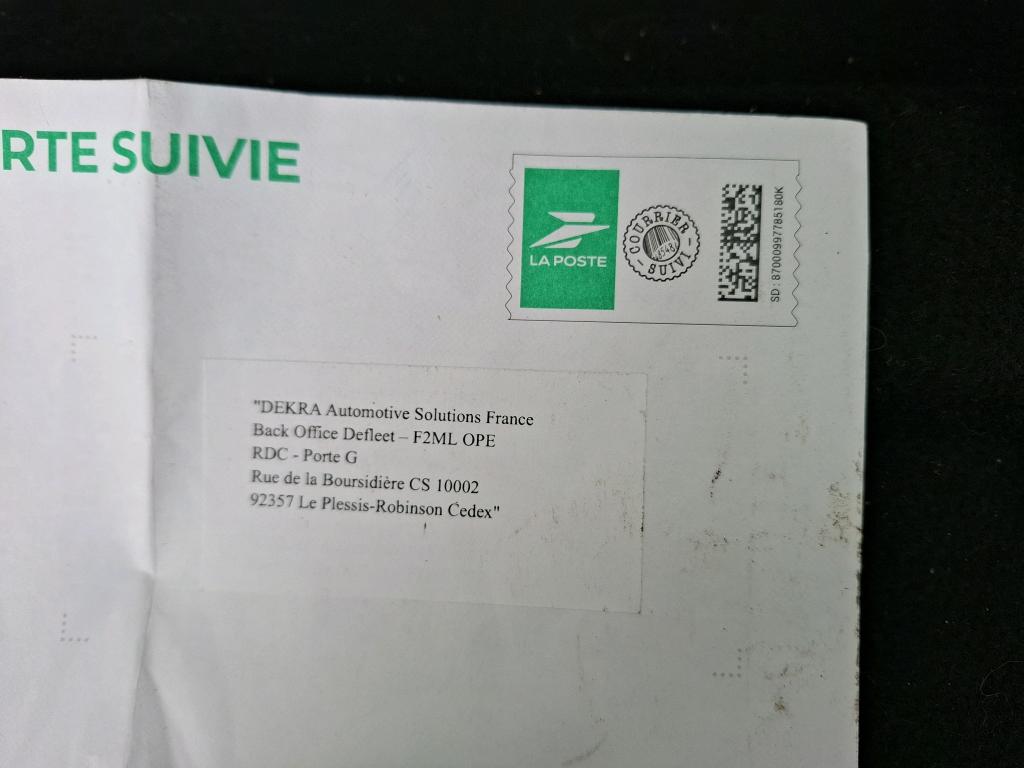 RTE SUIVIE
LA POSTE
COURRIER
SUIVI
SD: 87000997785180K
"DEKRA Automotive Solutions France
Back Office Defleet – F2ML OPE
RDC - Porte G
Rue de la Boursidière CS 10002
92357 Le Plessis-Robinson Cedex"